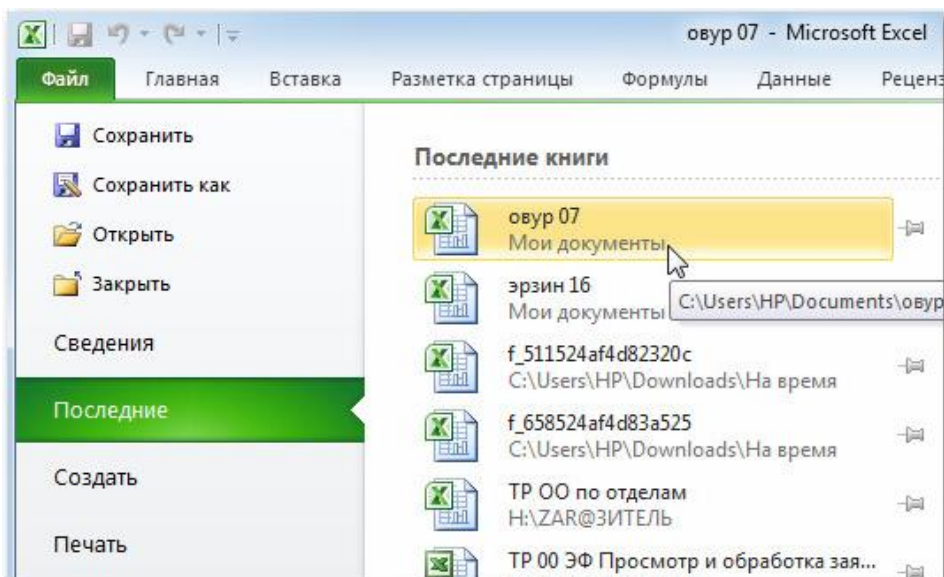 овур 07 - Microsoft Excel
Файл Главная Вставка Разметка страницы Формулы Данные Реценз
Сохранить
Сохранить как
Открыть
Закрыть
Сведения
Последние
Создать
Печать
Последние книги
овур 07
Мои документы
эрзин 16
Мои документы
C:\Users\HP\Documents\овур
f_511524af4d82320c
C:\Users\HP\Downloads\На время
f_658524af4d83a525
C:\Users\HP\Downloads\На время
ТР ОО по отделам
H:\ZAR@ЗИТЕЛЬ
ТР 00 ЭФ Просмотр и обработка зая...